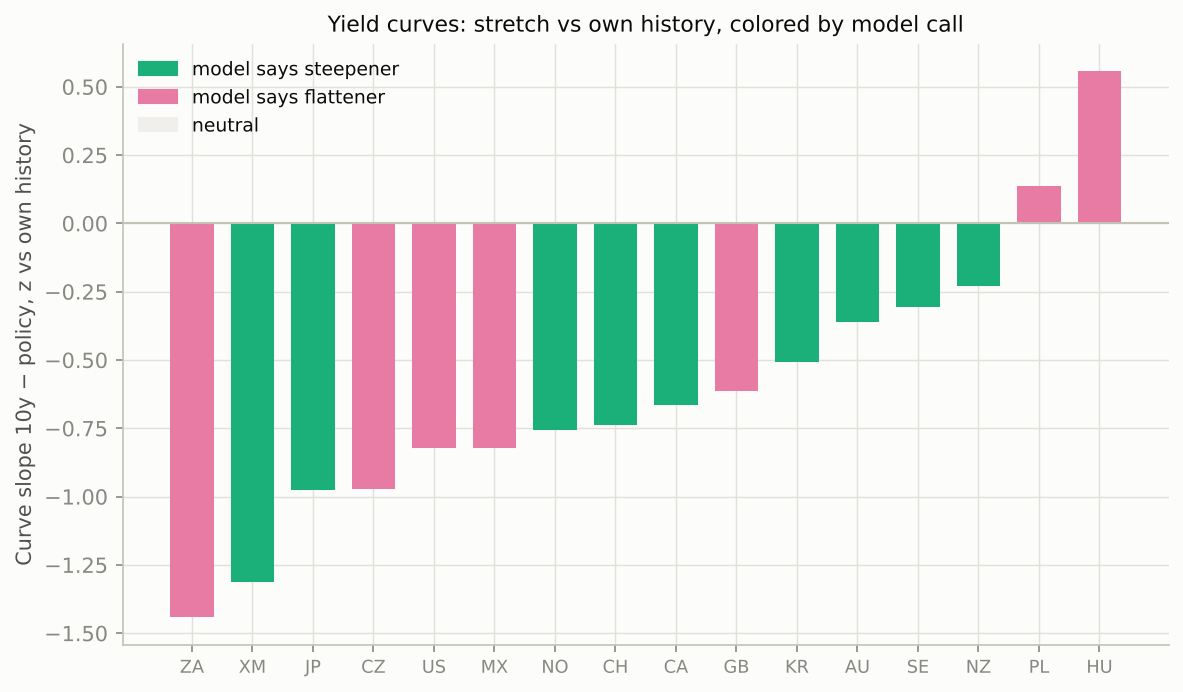 Yield curves: stretch vs own history, colored by model call
model says steepener
model says flattener
neutral
Curve slope 10y − policy, z vs own history
0.50
0.25
0.00
−0.25
−0.50
−0.75
−1.00
−1.25
−1.50
ZA XM JP CZ US MX NO CH CA GB KR AU SE NZ PL HU